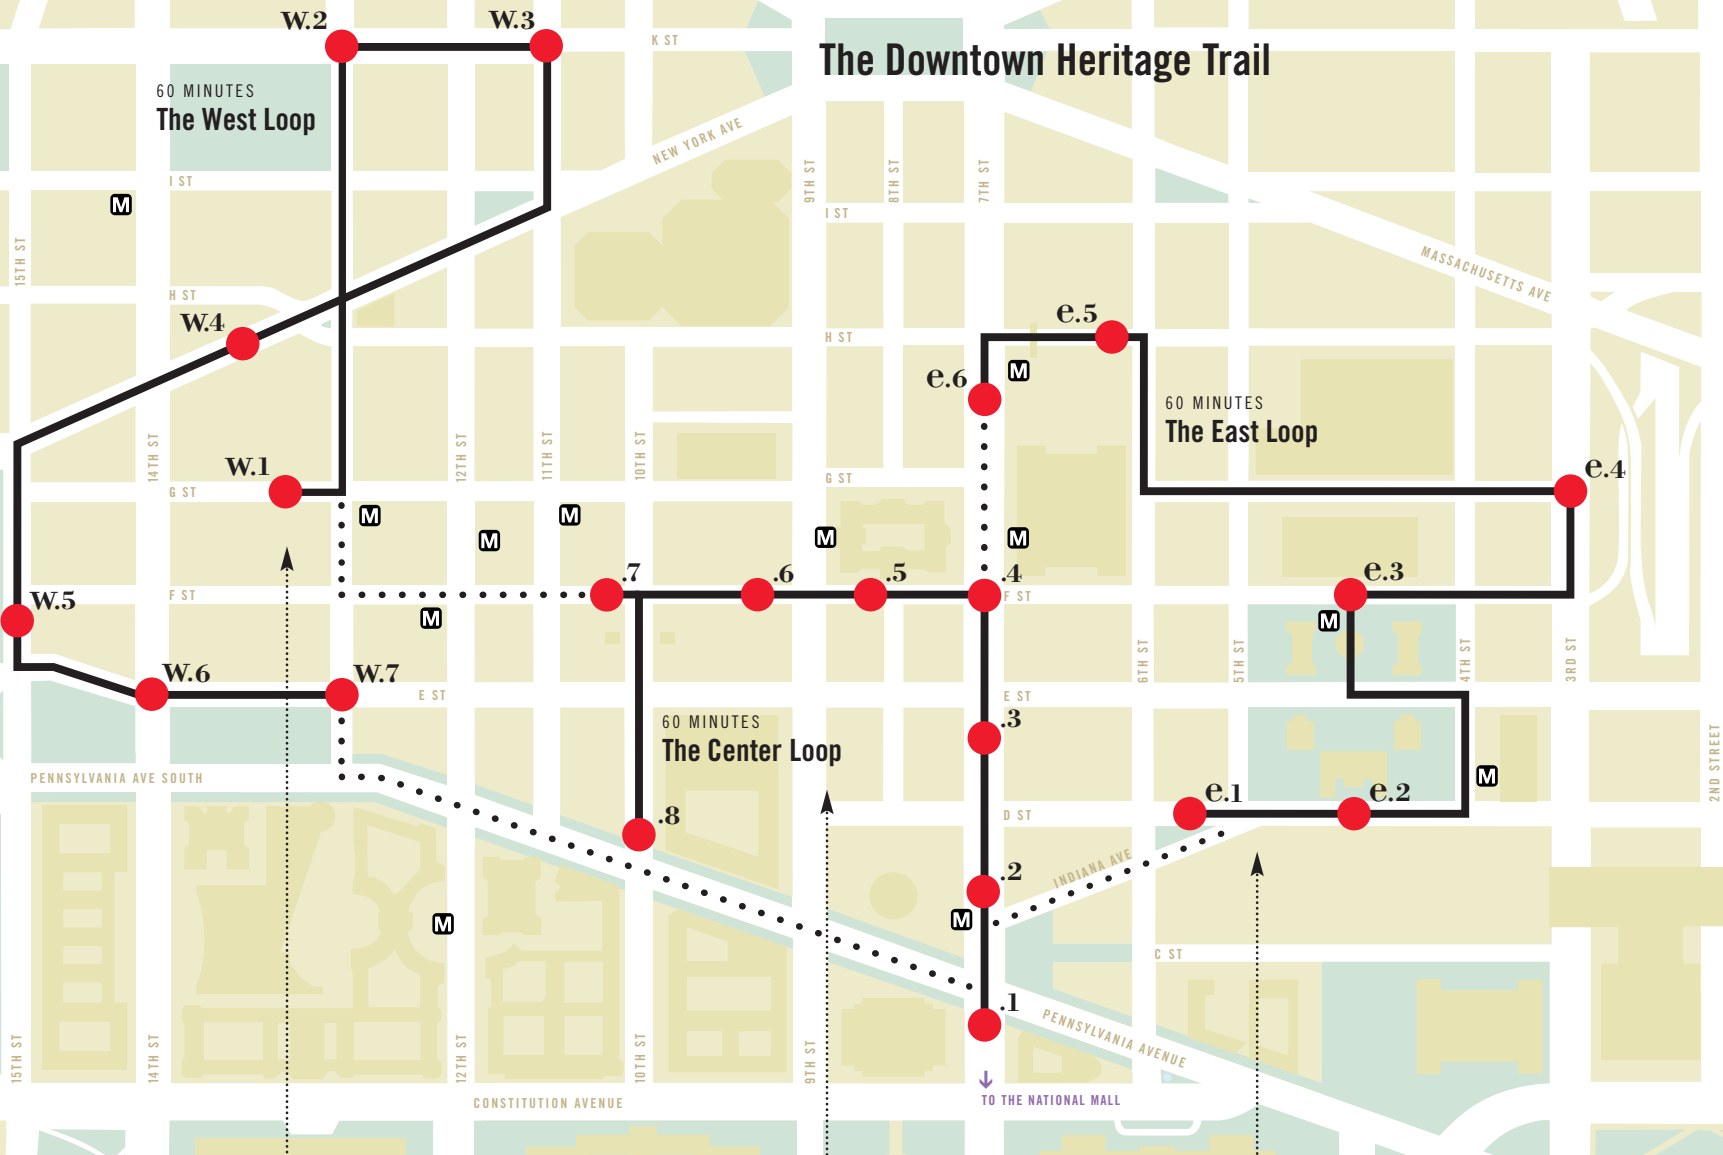 w.2
w.3
K ST
The Downtown Heritage Trail
60 MINUTES
The West Loop
NEW YORK AVE
9TH ST
8TH ST
7TH ST
I ST
M
I ST
15TH ST
MASSACHUSETTS AVE
H ST
w.4
e.5
H ST
M
e.6
60 MINUTES
The East Loop
14TH ST
12TH ST
11TH ST
10TH ST
w.1
G ST
G ST
e.4
M
M
M
M
M
.7
.6
.5
.4
e.3
w.5
F ST
F ST
M
M
6TH ST
5TH ST
4TH ST
3RD ST
w.6
w.7
E ST
E ST
60 MINUTES
The Center Loop
.3
2ND STREET
PENNSYLVANIA AVE SOUTH
M
e.1
e.2
.8
D ST
INDIANA AVE
.2
M
M
C ST
.1
PENNSYLVANIA AVENUE
15TH ST
14TH ST
12TH ST
10TH ST
9TH ST
CONSTITUTION AVENUE
TO THE NATIONAL MALL